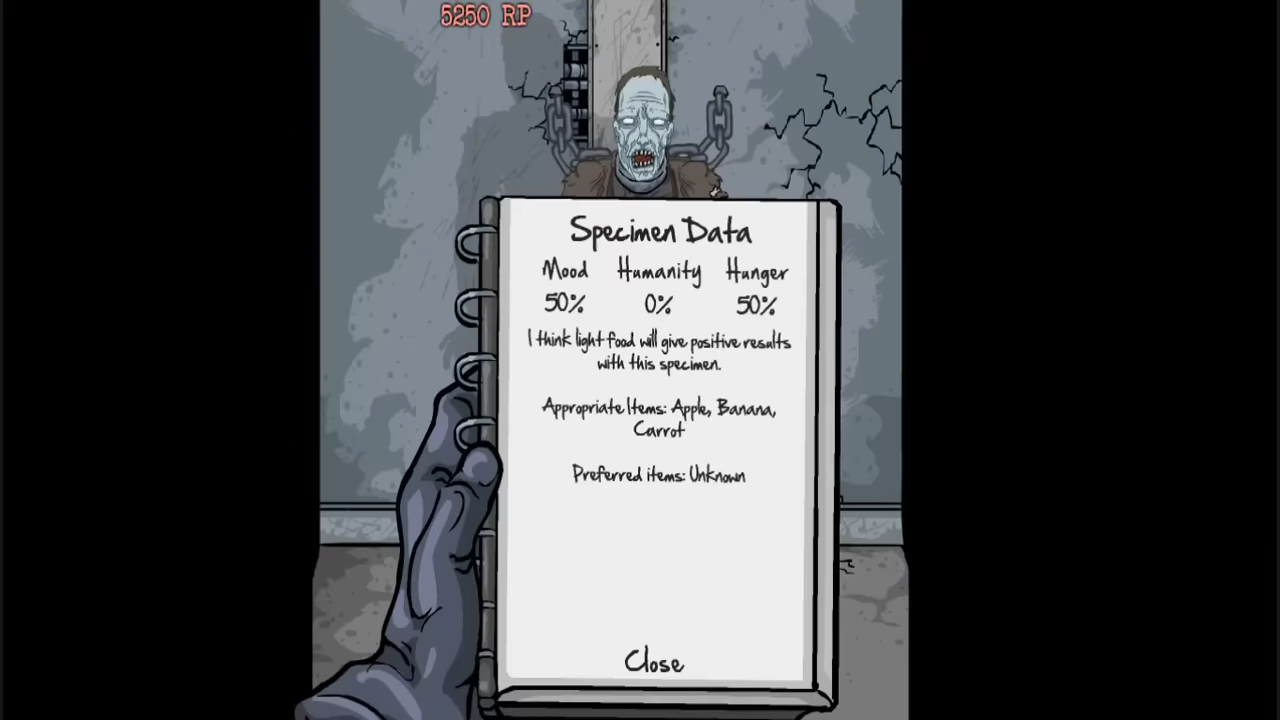 5250 RP
Specimen Data
Mood Humanity Hunger
50% 0% 50%
I think light food will give positive results
with this specimen.
Appropriate Items: Apple, Banana,
Carrot
Preferred items: Unknown
Close